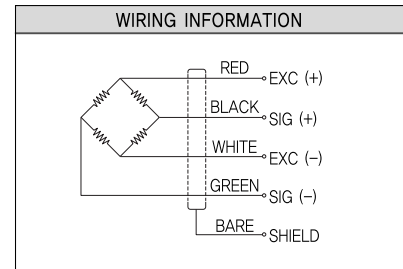 WIRING INFORMATION
RED EXC (+)
BLACK SIG (+)
WHITE EXC (−)
GREEN SIG (−)
BARE SHIELD